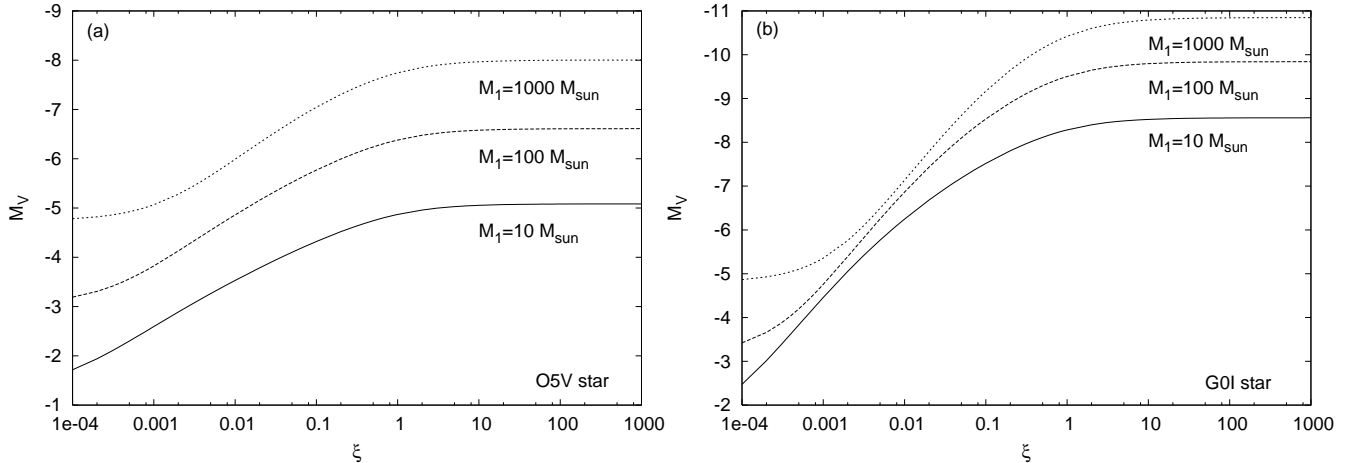 (a)
M_V
-9
-8
-7
-6
-5
-4
-3
-2
-1
M_1=1000 M_sun
M_1=100 M_sun
M_1=10 M_sun
O5V star
1e-04 0.001 0.01 0.1 1 10 100 1000
ξ
(b)
M_V
-11
-10
-9
-8
-7
-6
-5
-4
-3
-2
M_1=1000 M_sun
M_1=100 M_sun
M_1=10 M_sun
G0I star
1e-04 0.001 0.01 0.1 1 10 100 1000
ξ